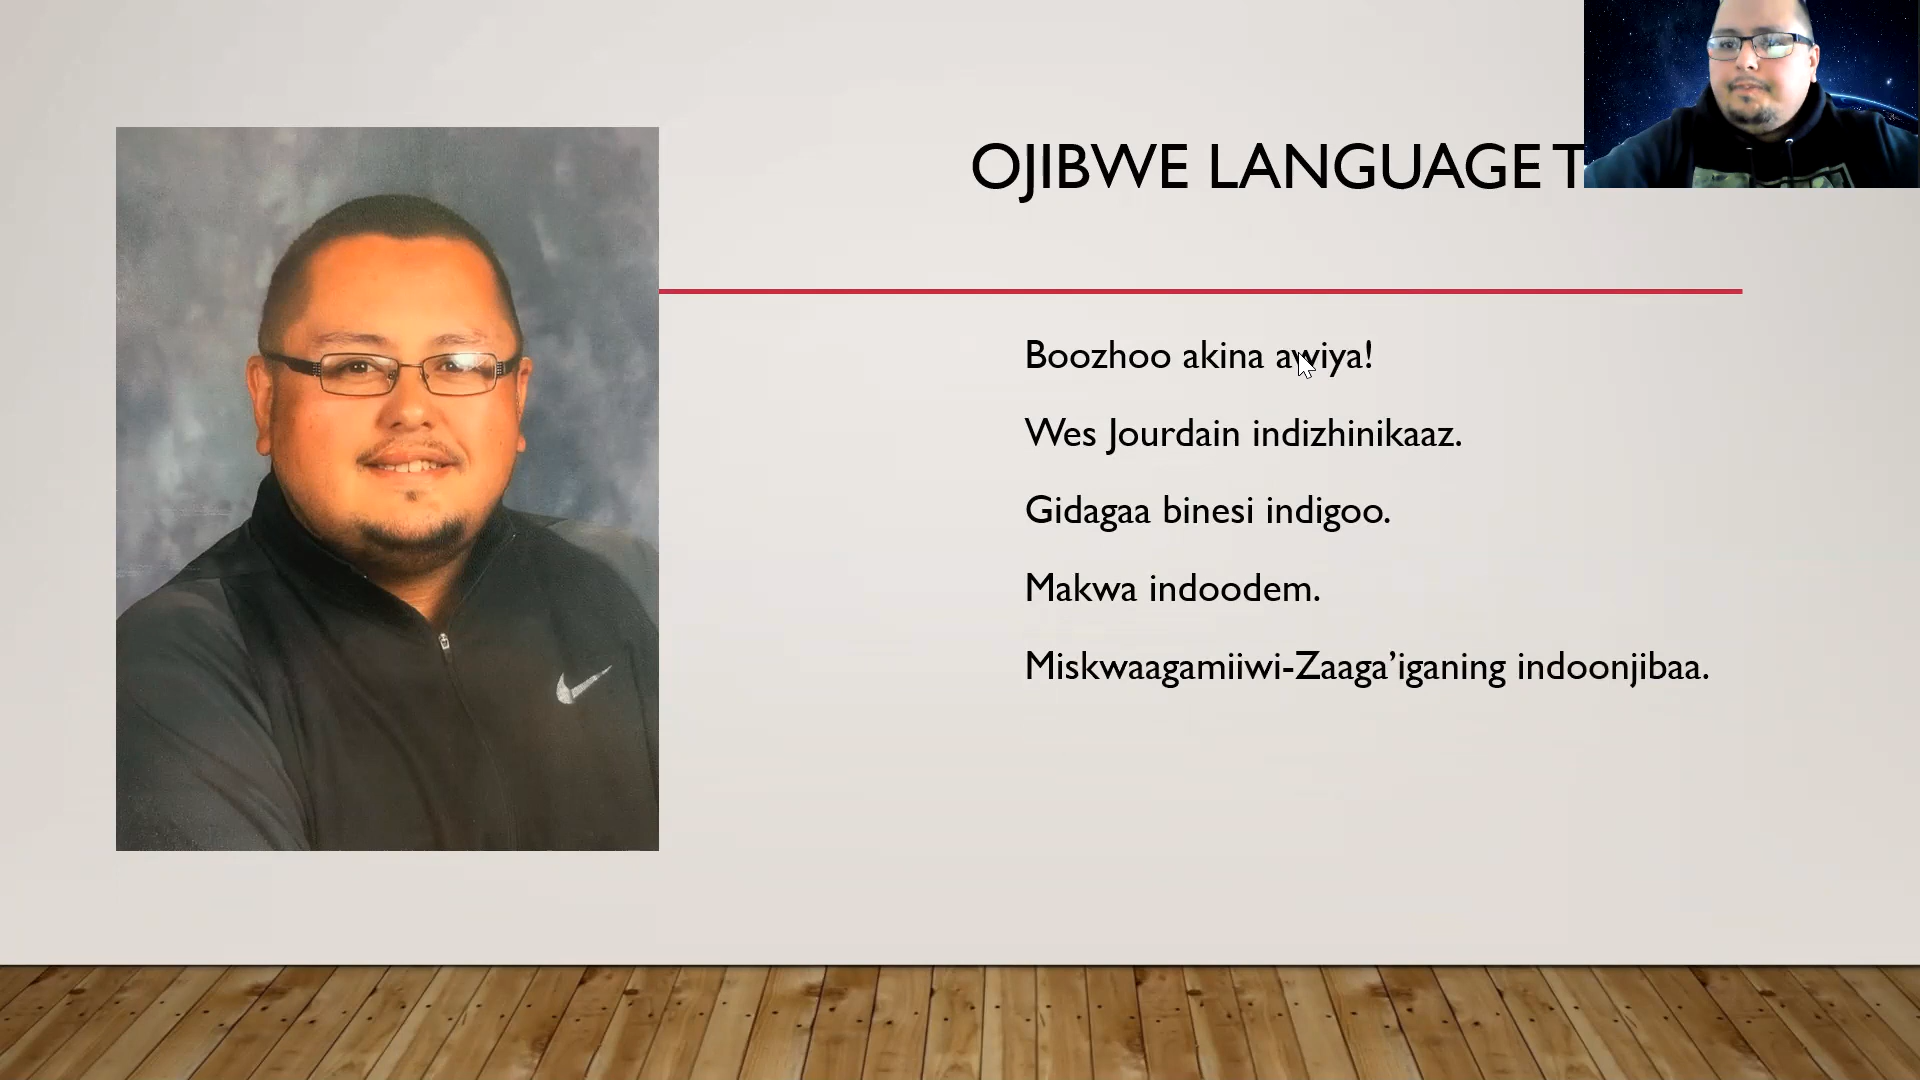 OJIBWE LANGUAGE T
Boozhoo akina awiya!
Wes Jourdain indizhinikaaz.
Gidagaa binesi indigoo.
Makwa indoodem.
Miskwaagamiiwi-Zaaga’iganing indoonjibaa.